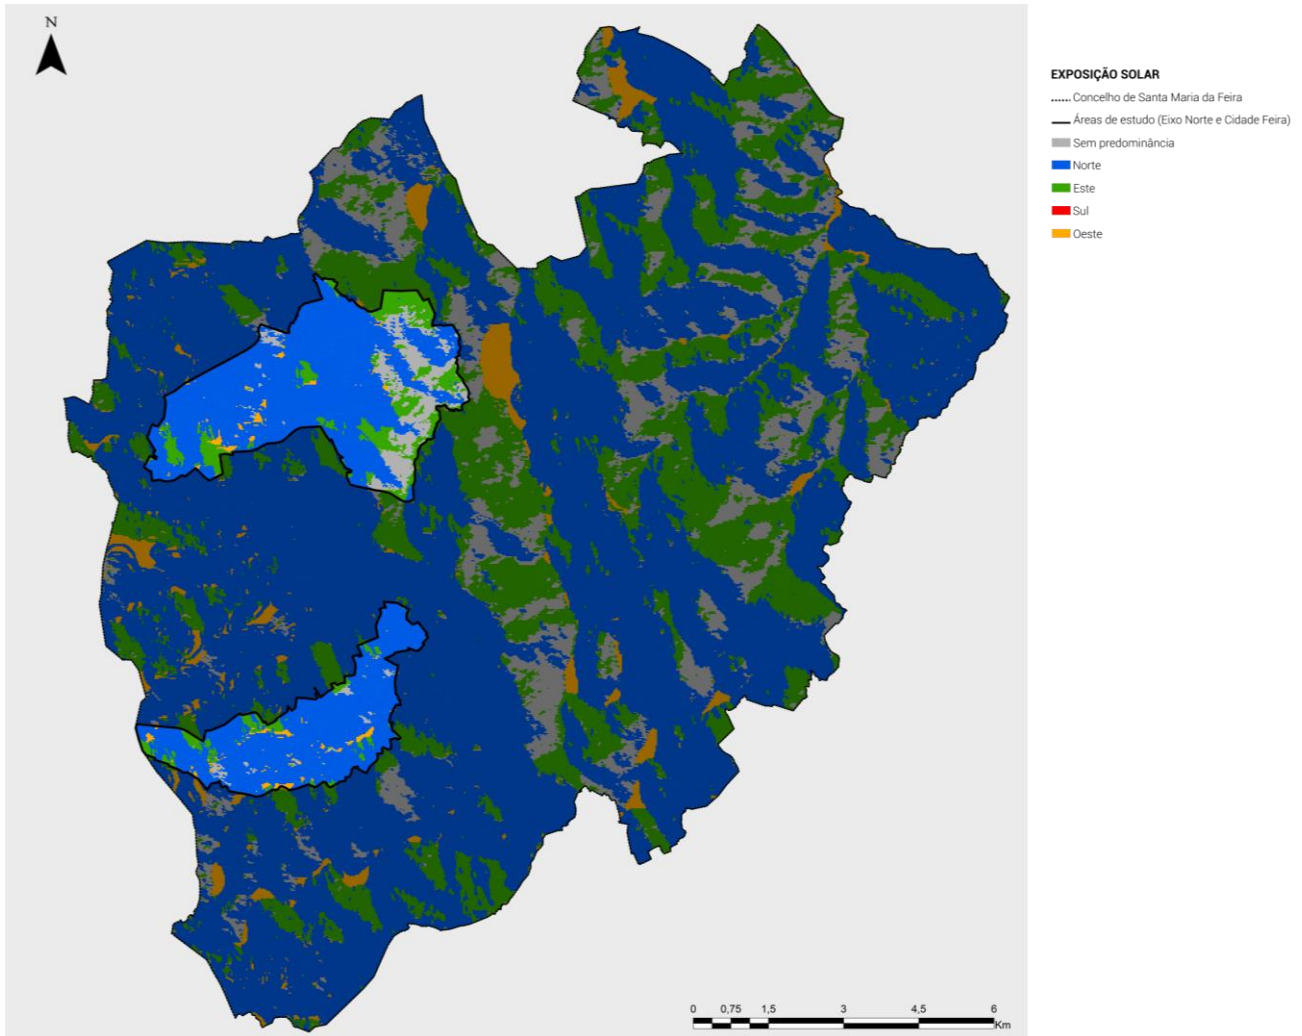 N
EXPOSIÇÃO SOLAR
Concelho de Santa Maria da Feira
Áreas de estudo (Eixo Norte e Cidade Feira)
Sem predominância
Norte
Este
Sul
Oeste
0 0,75 1,5 3 4,5 6
Km